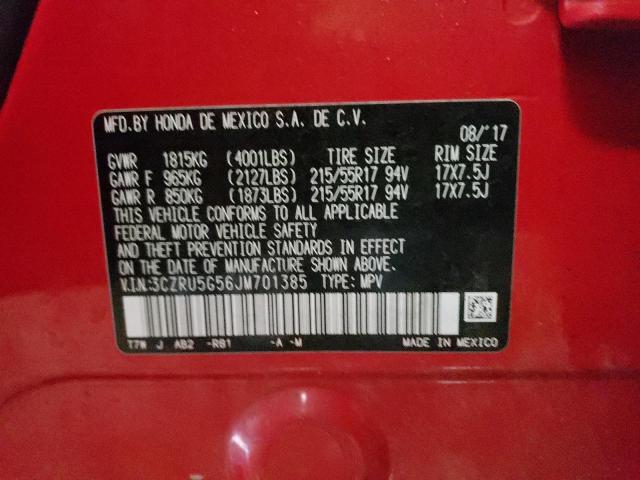 MFD.BY HONDA DE MEXICO S.A. DE C.V.
08/'17
GVWR 1815KG (4001LBS) TIRE SIZE RIM SIZE
GAWR F 965KG (2127LBS) 215/55R17 94V 17X7.5J
GAWR R 850KG (1873LBS) 215/55R17 94V 17X7.5J
THIS VEHICLE CONFORMS TO ALL APPLICABLE
FEDERAL MOTOR VEHICLE SAFETY
AND THEFT PREVENTION STANDARDS IN EFFECT
ON THE DATE OF MANUFACTURE SHOWN ABOVE.
V.I.N:3CZRU5G56JM701385 TYPE: MPV
T7W J AB2 -R81 -A -M MADE IN MEXICO